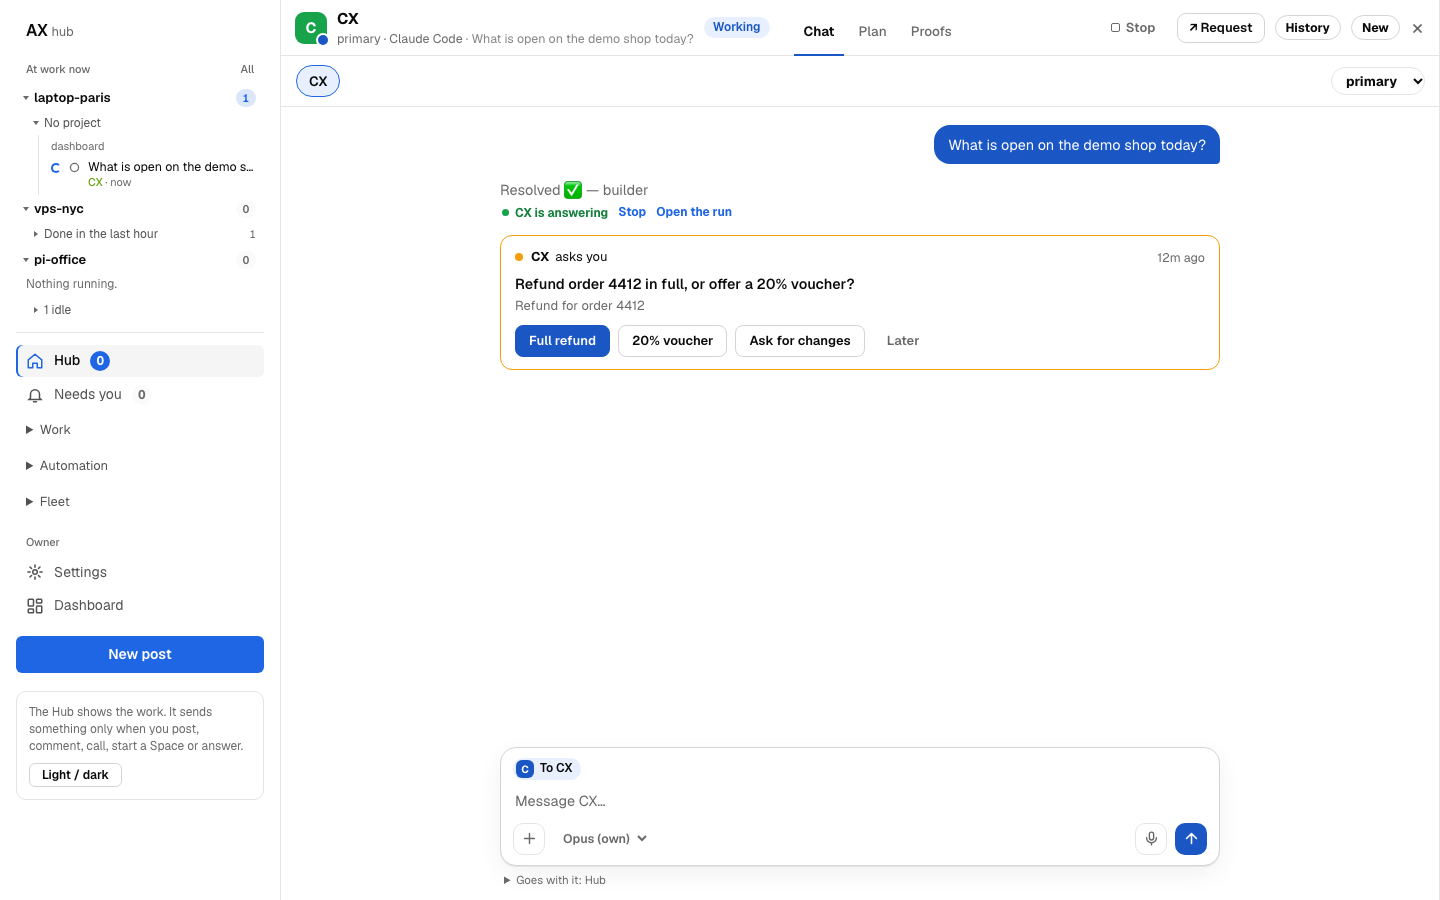 AX hub
At work now All
laptop-paris 1
No project
dashboard
C What is open on the demo s...
CX · now
vps-nyc 0
Done in the last hour 1
pi-office 0
Nothing running.
1 idle
Hub 0
Needs you 0
Work
Automation
Fleet
Owner
Settings
Dashboard
New post
The Hub shows the work. It sends
something only when you post,
comment, call, start a Space or answer.
Light / dark
C CX
primary · Claude Code · What is open on the demo shop today?
Working
Chat Plan Proofs
Stop Request History New
CX primary
What is open on the demo shop today?
Resolved ✅ — builder
CX is answering Stop Open the run
CX asks you 12m ago
Refund order 4412 in full, or offer a 20% voucher?
Refund for order 4412
Full refund 20% voucher Ask for changes Later
C To CX
Message CX...
Opus (own)
Goes with it: Hub